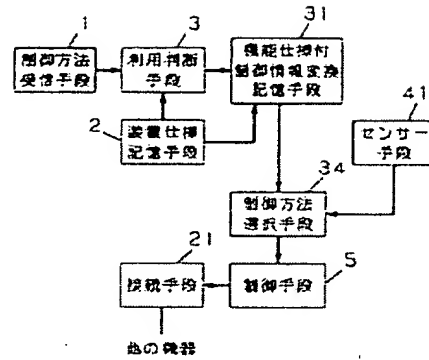 1
3
31
制御方法
受信手段
利用判断
手段
機能仕様付
制御情報変換
記憶手段
41
2
装置仕様
記憶手段
センサー
手段
34
制御方法
選択手段
21
5
接続手段
制御手段
他の機器